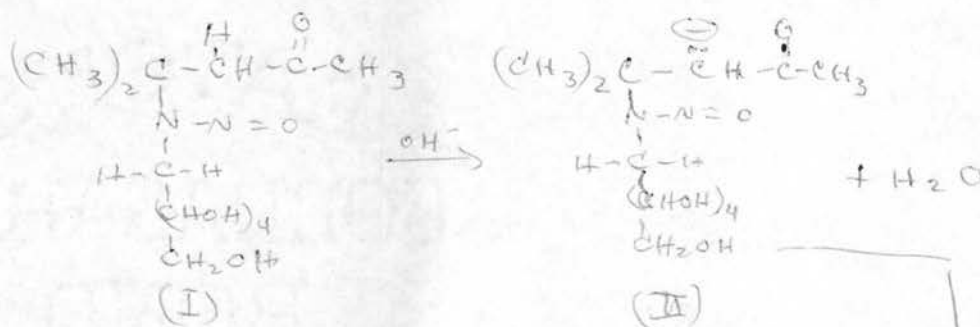 H O ⊖ O
(CH3)2 C - CH - C - CH3 (CH3)2 C - CH - C - CH3
N - N = O OH- N - N = O
H - C - H H - C - H + H2O
(CHOH)4 (CHOH)4
CH2OH CH2OH
(I) (II)